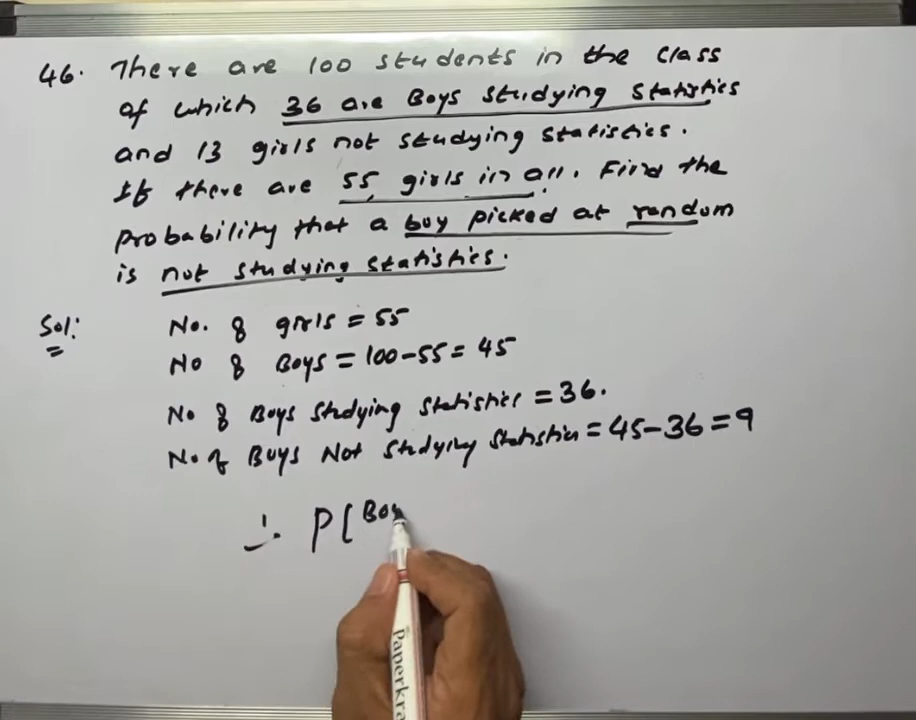 46. There are 100 students in the class
of which 36 are Boys studying statistics
and 13 girls not studying statistics.
If there are 55 girls in all. Find the
probability that a boy picked at random
is not studying statistics.
Sol:
No. of girls = 55
No of Boys = 100-55 = 45
No of Boys studying statistics = 36.
No. of Boys Not studying statistics = 45-36 = 9
∴ P[Boy
Paperkra